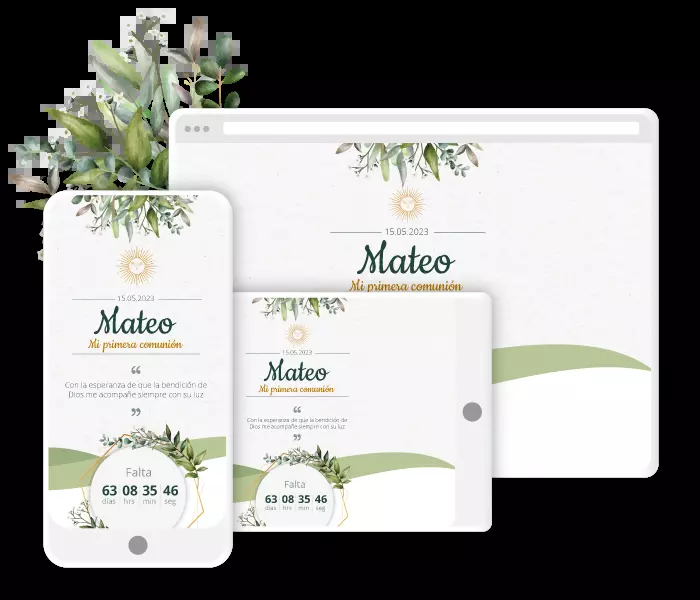 15.05.2023
Mateo
Mi primera comunión
15.05.2023
Mateo
Mi primera comunión
“
Con la esperanza de que la bendición de
Dios me acompañe siempre con su luz
”
Falta
63 08 35 46
días hrs min seg
15.05.2023
Mateo
Mi primera comunión
“
Con la esperanza de que la bendición de
Dios me acompañe siempre con su luz
”
Falta
63 08 35 46
días hrs min seg